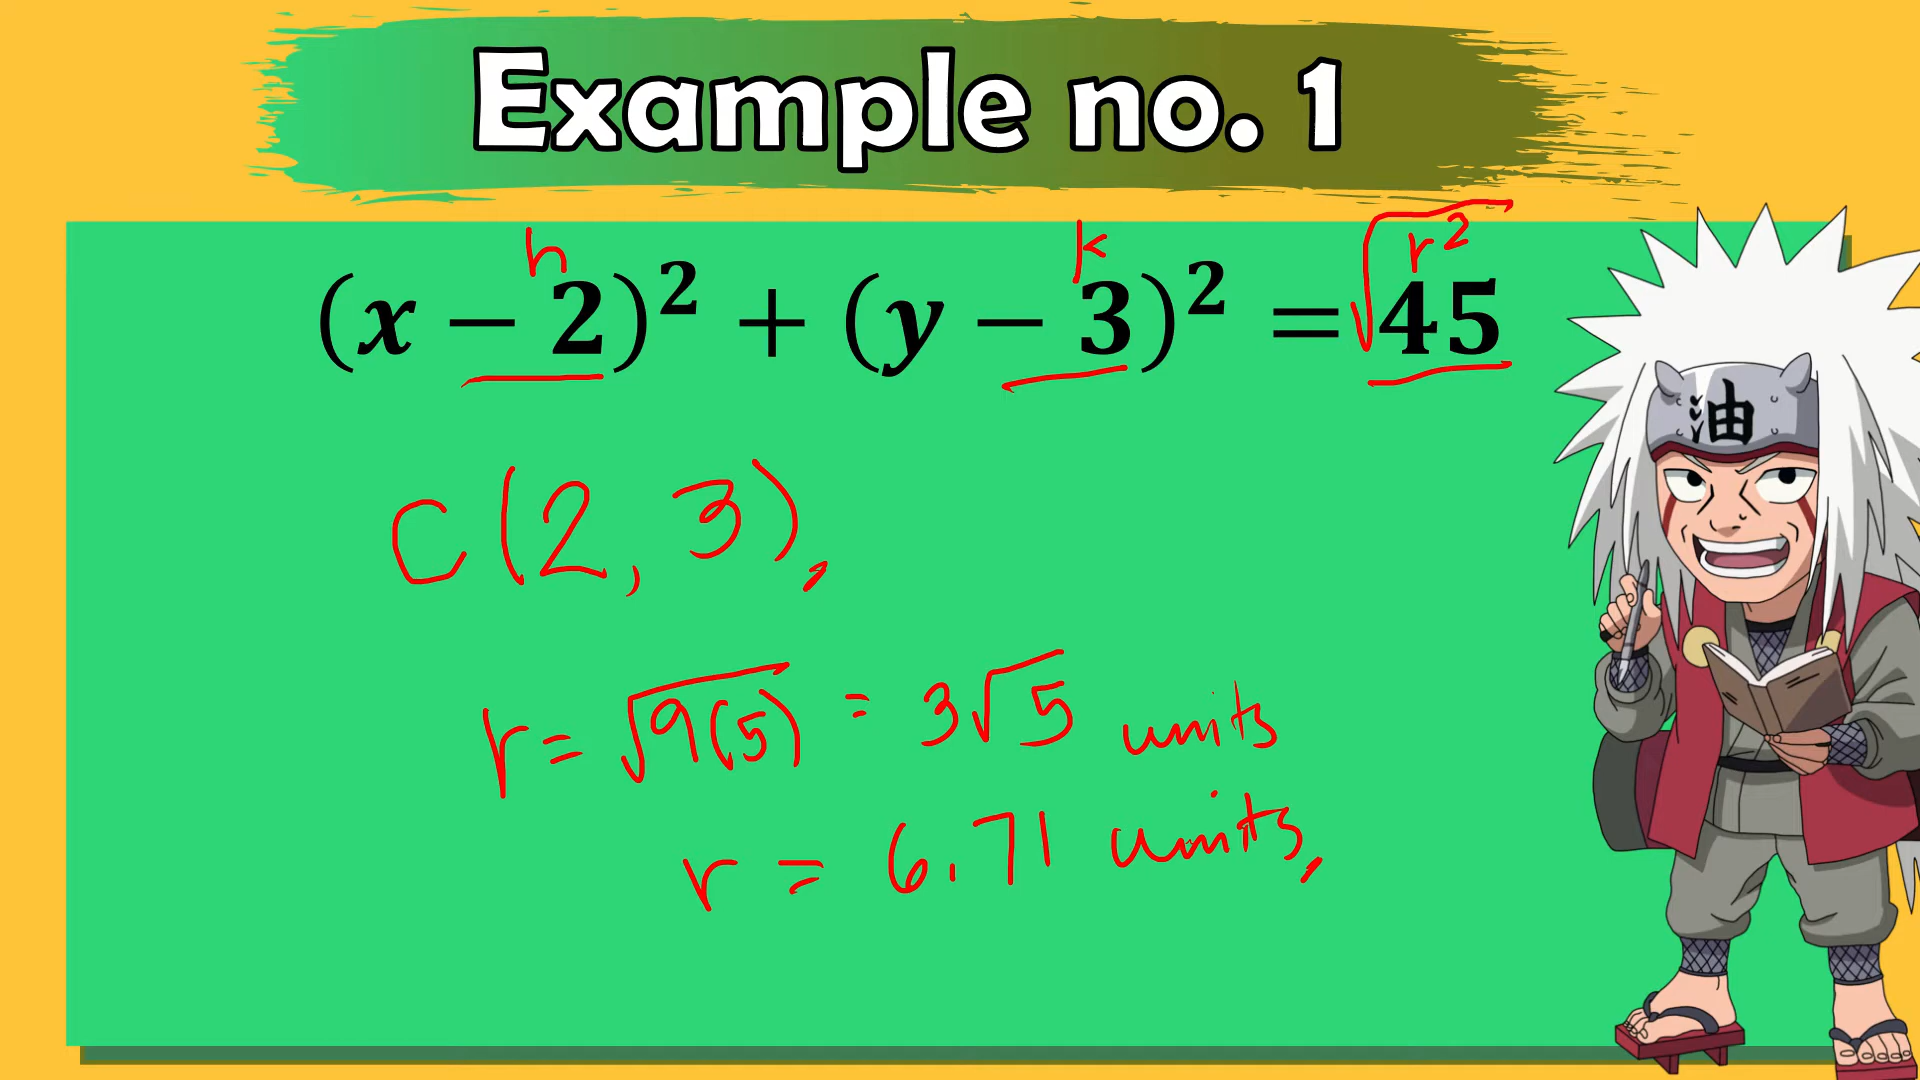 Example no. 1
h k r²
(x − 2)² + (y − 3)² = √45
C(2, 3),
r = √9(5) = 3√5 units
r = 6.71 units,
油